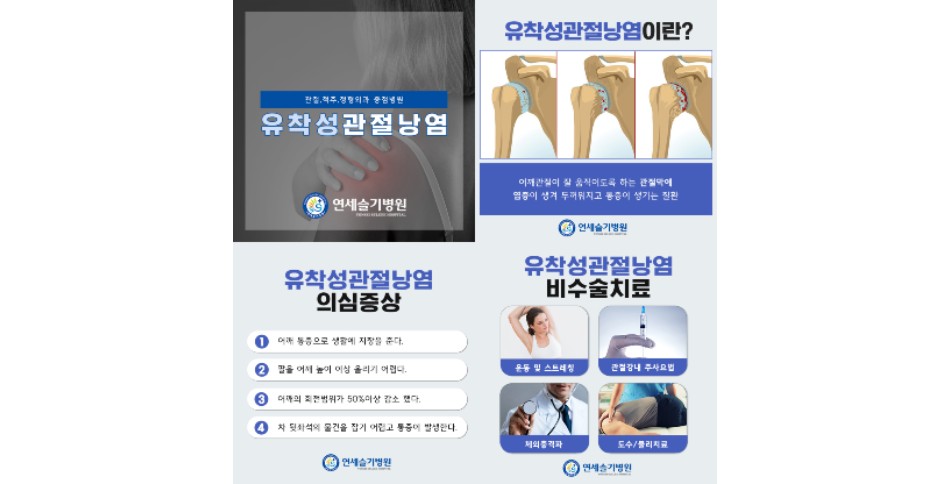 관절,척추,정형외과 중점병원
유착성관절낭염
연세슬기병원
유착성관절낭염이란?
어깨관절이 잘 움직이도록 하는 관절막에
염증이 생겨 두꺼워지고 통증이 생기는 질환
연세슬기병원
유착성관절낭염
의심증상
1 어깨 통증으로 생활에 지장을 준다.
2 팔을 어깨 높이 이상 올리기 어렵다.
3 어깨의 회전범위가 50%이상 감소 했다.
4 차 뒷좌석의 물건을 잡기 어렵고 통증이 발생한다.
연세슬기병원
유착성관절낭염
비수술치료
운동 및 스트레칭
관절강내 주사요법
체외충격파
도수/물리치료
연세슬기병원